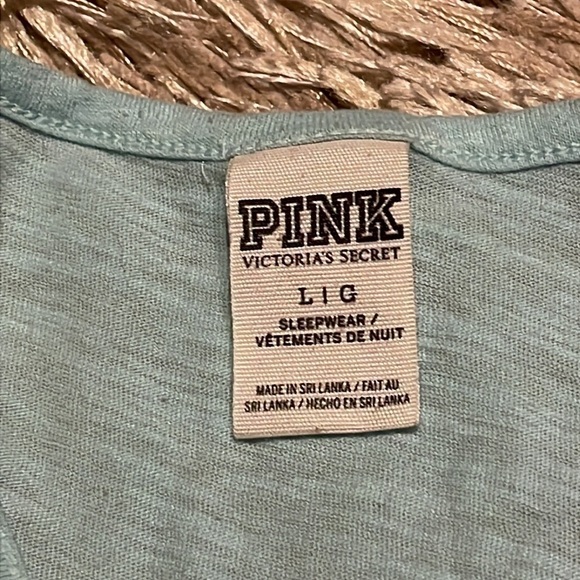 PINK
VICTORIA'S SECRET
L | G
SLEEPWEAR /
VÊTEMENTS DE NUIT
MADE IN SRI LANKA / FAIT AU
SRI LANKA / HECHO EN SRI LANKA